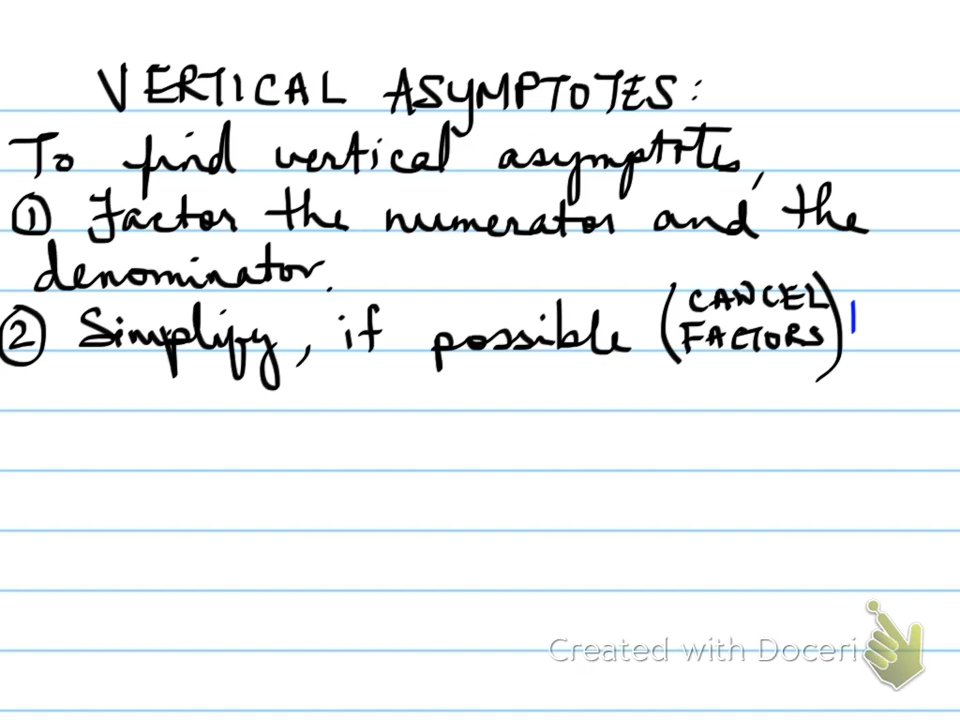 VERTICAL ASYMPTOTES:
To find vertical asymptotes,
① Factor the numerator and the
denominator.
② Simplify, if possible (CANCEL FACTORS)
Created with Doceri